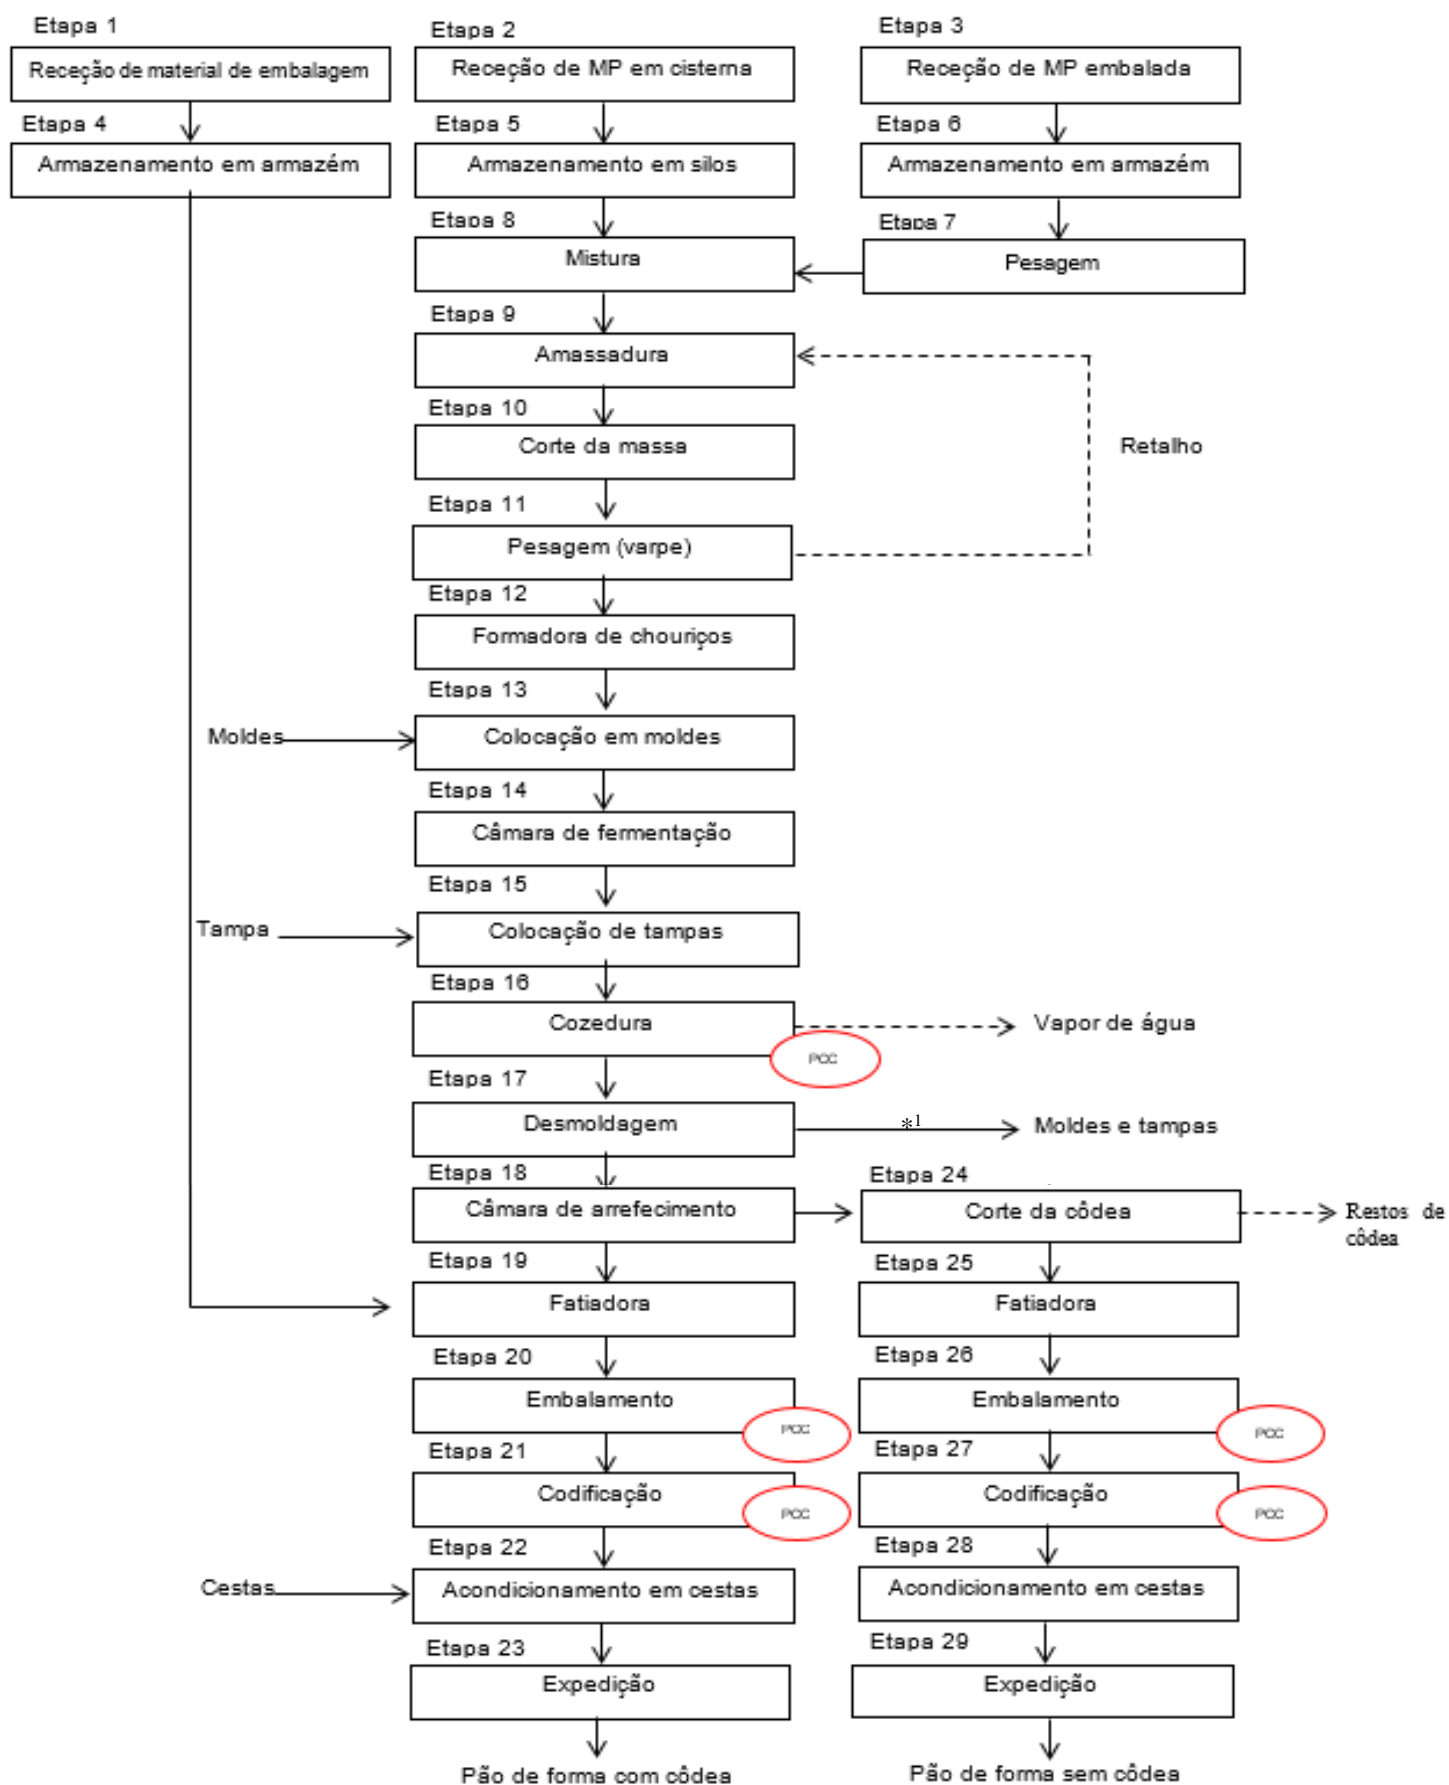 Etapa 1
Etapa 2
Etapa 3
Receção de material de embalagem
Receção de MP em cisterna
Receção de MP embalada
Etapa 4
Etapa 5
Etapa 6
Armazenamento em armazém
Armazenamento em silos
Armazenamento em armazém
Etapa 8
Etapa 7
Mistura
Pesagem
Etapa 9
Amassadura
Etapa 10
Corte da massa
Retalho
Etapa 11
Pesagem (varpe)
Etapa 12
Formadora de chouriços
Etapa 13
Moldes
Colocação em moldes
Etapa 14
Câmara de fermentação
Etapa 15
Tampa
Colocação de tampas
Etapa 16
Cozedura
Vapor de água
PCC
Etapa 17
Desmoldagem
*1
Moldes e tampas
Etapa 18
Etapa 24
Câmara de arrefecimento
Corte da côdea
Restos de
côdea
Etapa 19
Etapa 25
Fatiadora
Fatiadora
Etapa 20
Etapa 26
Embalamento
Embalamento
PCC
PCC
Etapa 21
Etapa 27
Codificação
Codificação
PCC
PCC
Etapa 22
Etapa 28
Cestas
Acondicionamento em cestas
Acondicionamento em cestas
Etapa 23
Etapa 29
Expedição
Expedição
Pão de forma com côdea
Pão de forma sem côdea